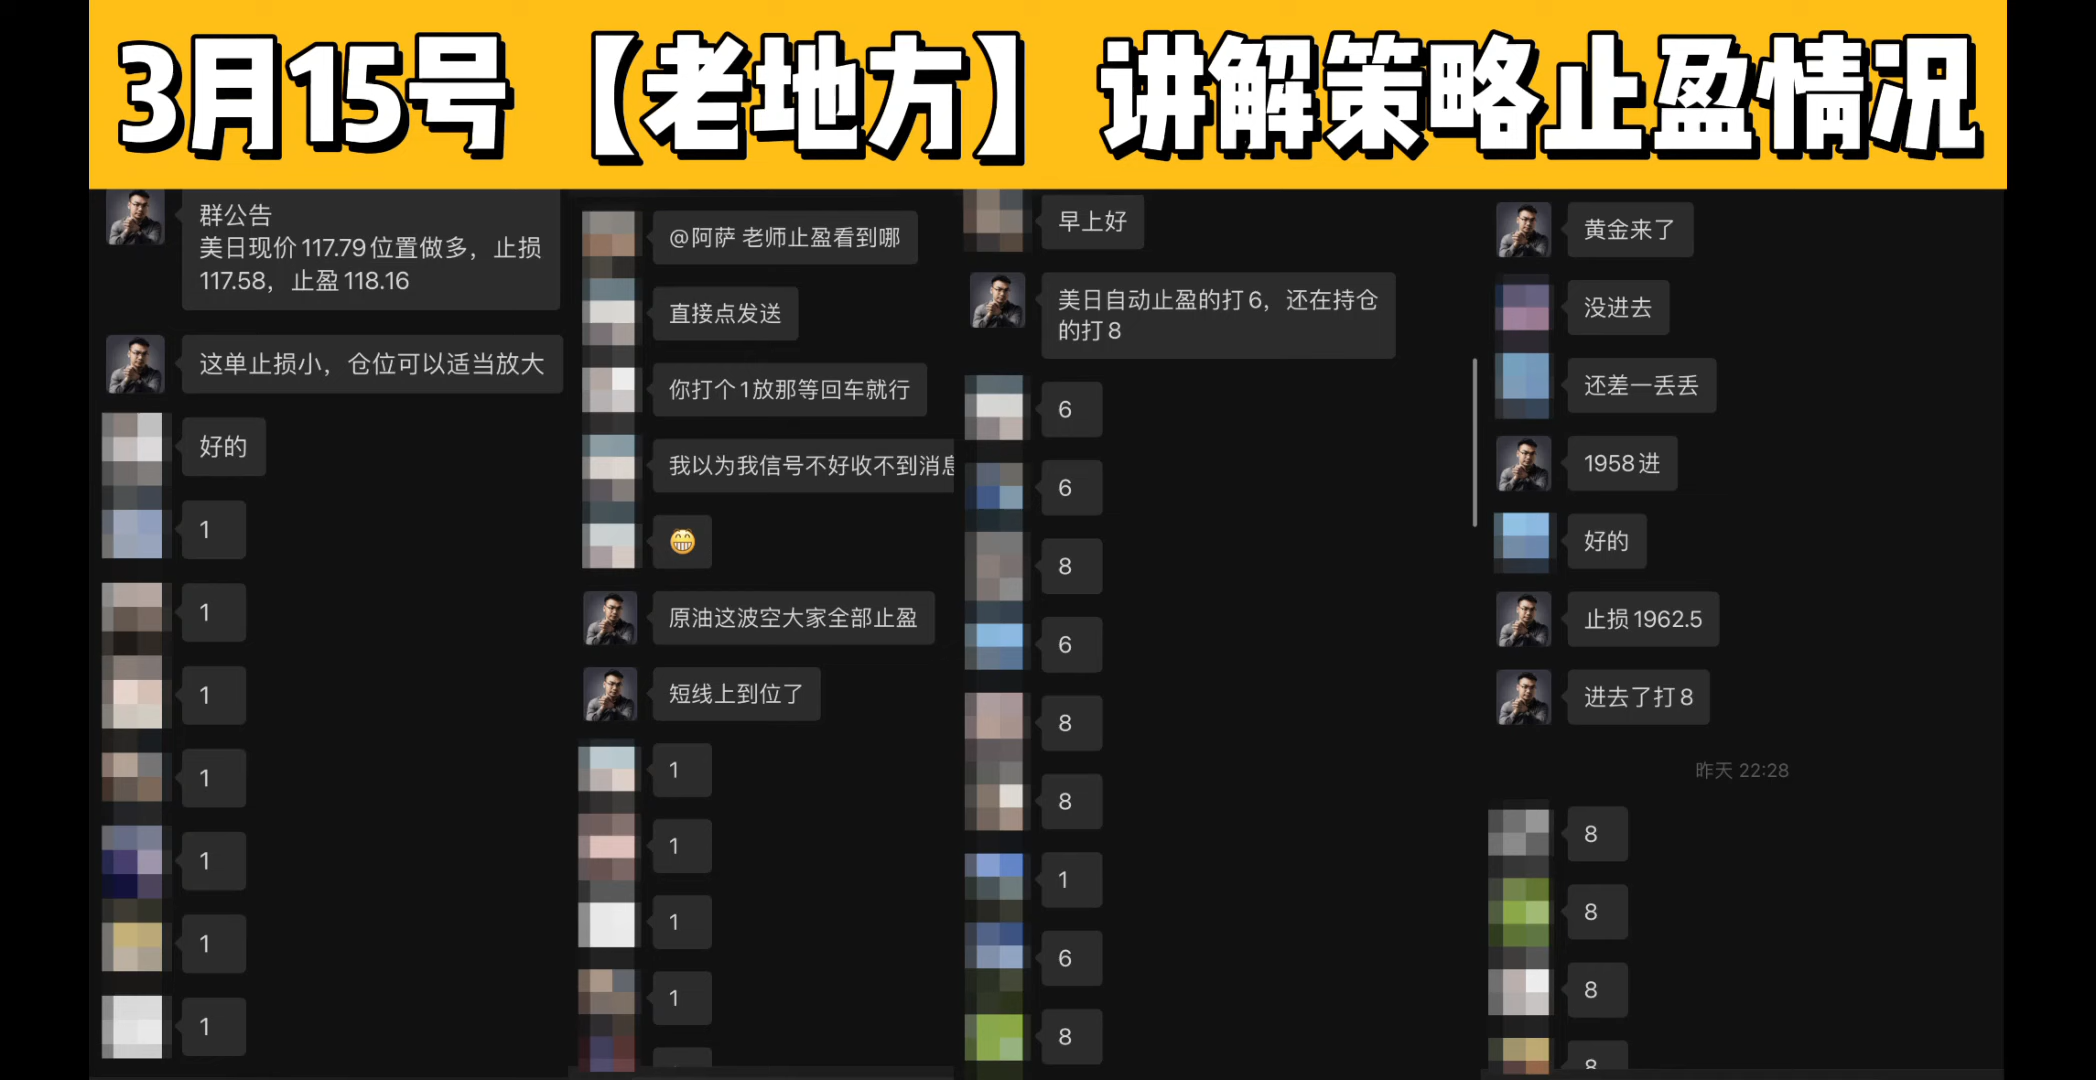 3月15号【老地方】讲解策略止盈情况
群公告
美日现价117.79位置做多，止损
117.58，止盈118.16
这单止损小，仓位可以适当放大
好的
1
1
1
1
1
1
1
@阿萨 老师止盈看到哪
直接点发送
你打个1放那等回车就行
我以为我信号不好收不到消息
😁
原油这波空大家全部止盈
短线上到位了
1
1
1
1
早上好
美日自动止盈的打6，还在持仓
的打8
6
6
8
6
8
8
1
6
8
黄金来了
没进去
还差一丢丢
1958进
好的
止损1962.5
进去了打8
昨天 22:28
8
8
8
8